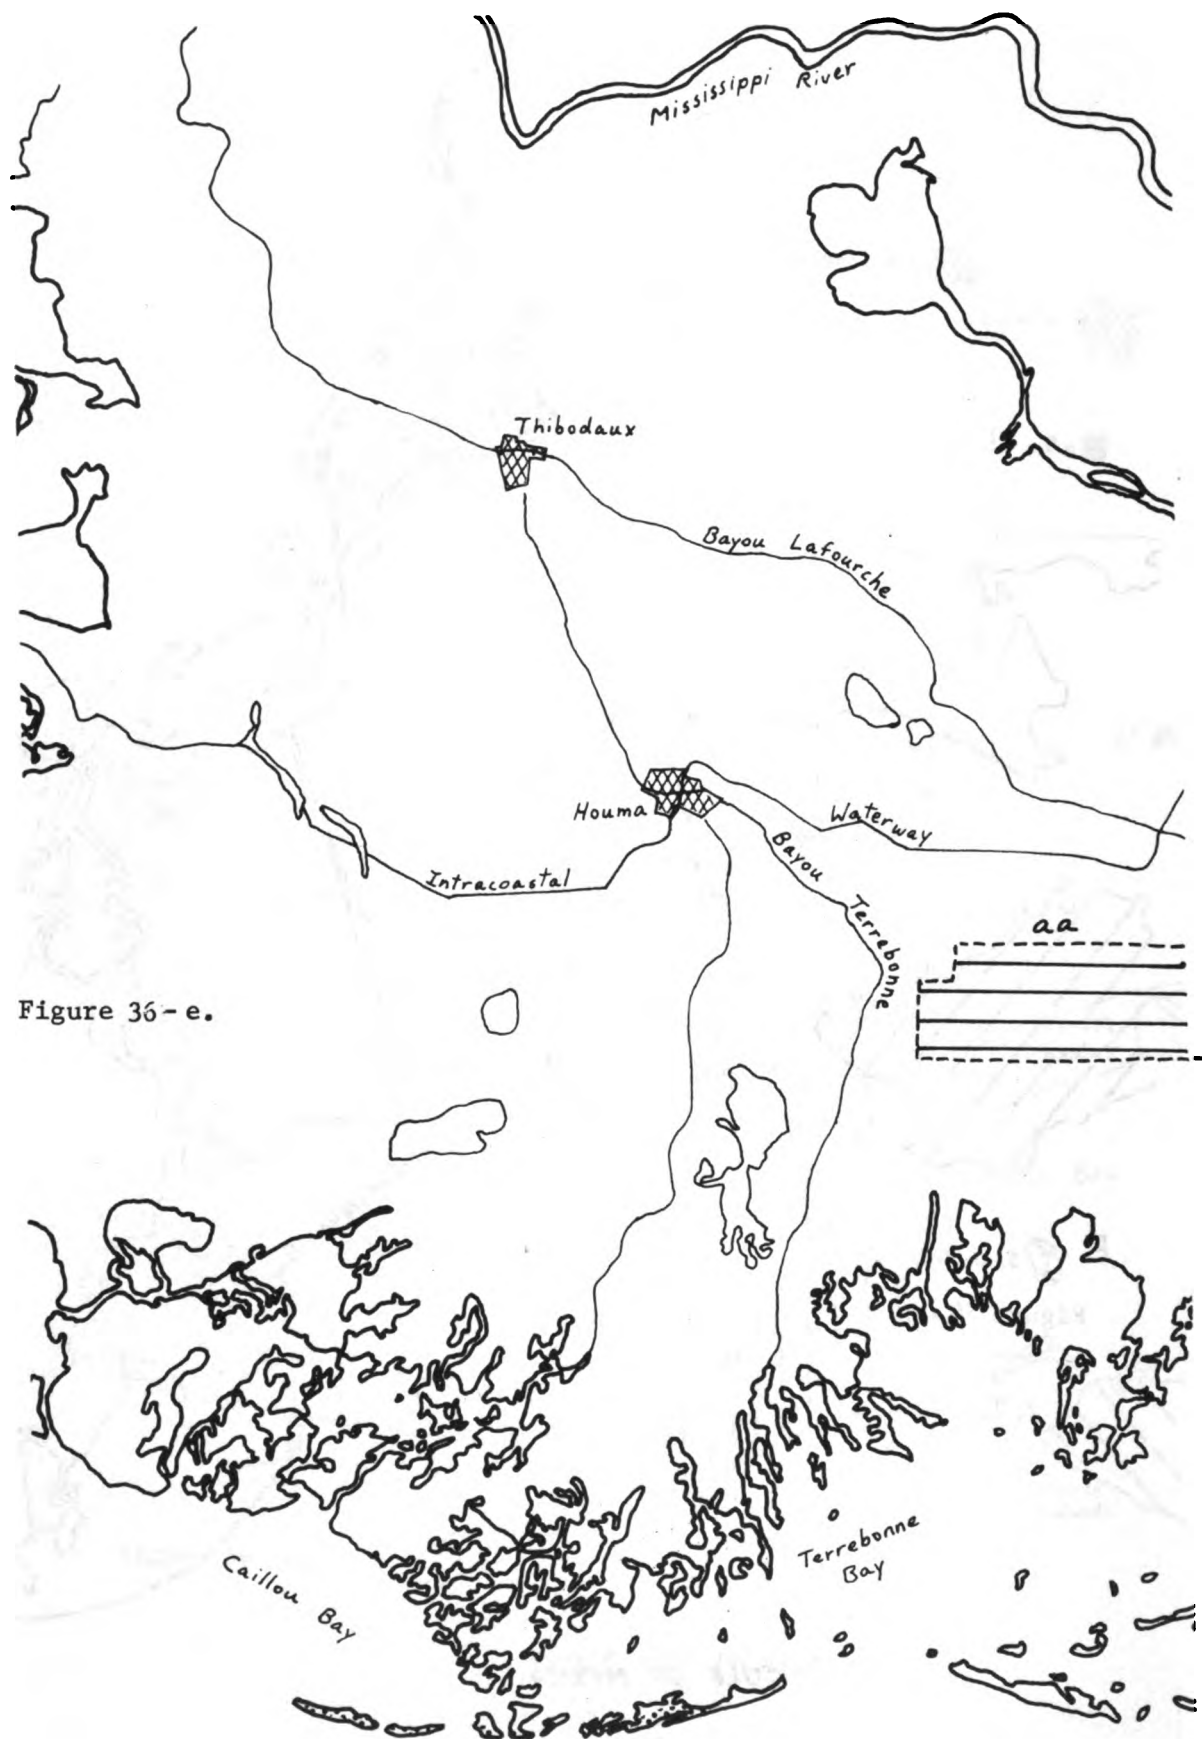 Mississippi River
Thibodaux
Bayou Lafourche
Houma
Waterway
Bayou Terrebonne
Intracoastal
aa
Figure 36-e.
Terrebonne
Bay
Caillou Bay